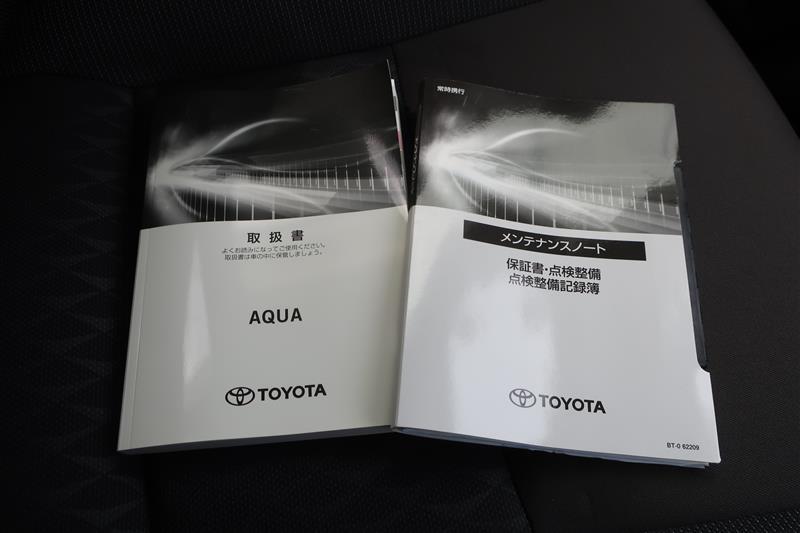 取扱書
よくお読みになってご使用ください。
取扱書は車の中に保管しましょう。
AQUA
TOYOTA
常時携行
メンテナンスノート
保証書・点検整備
点検整備記録簿
TOYOTA
BT-0 62209